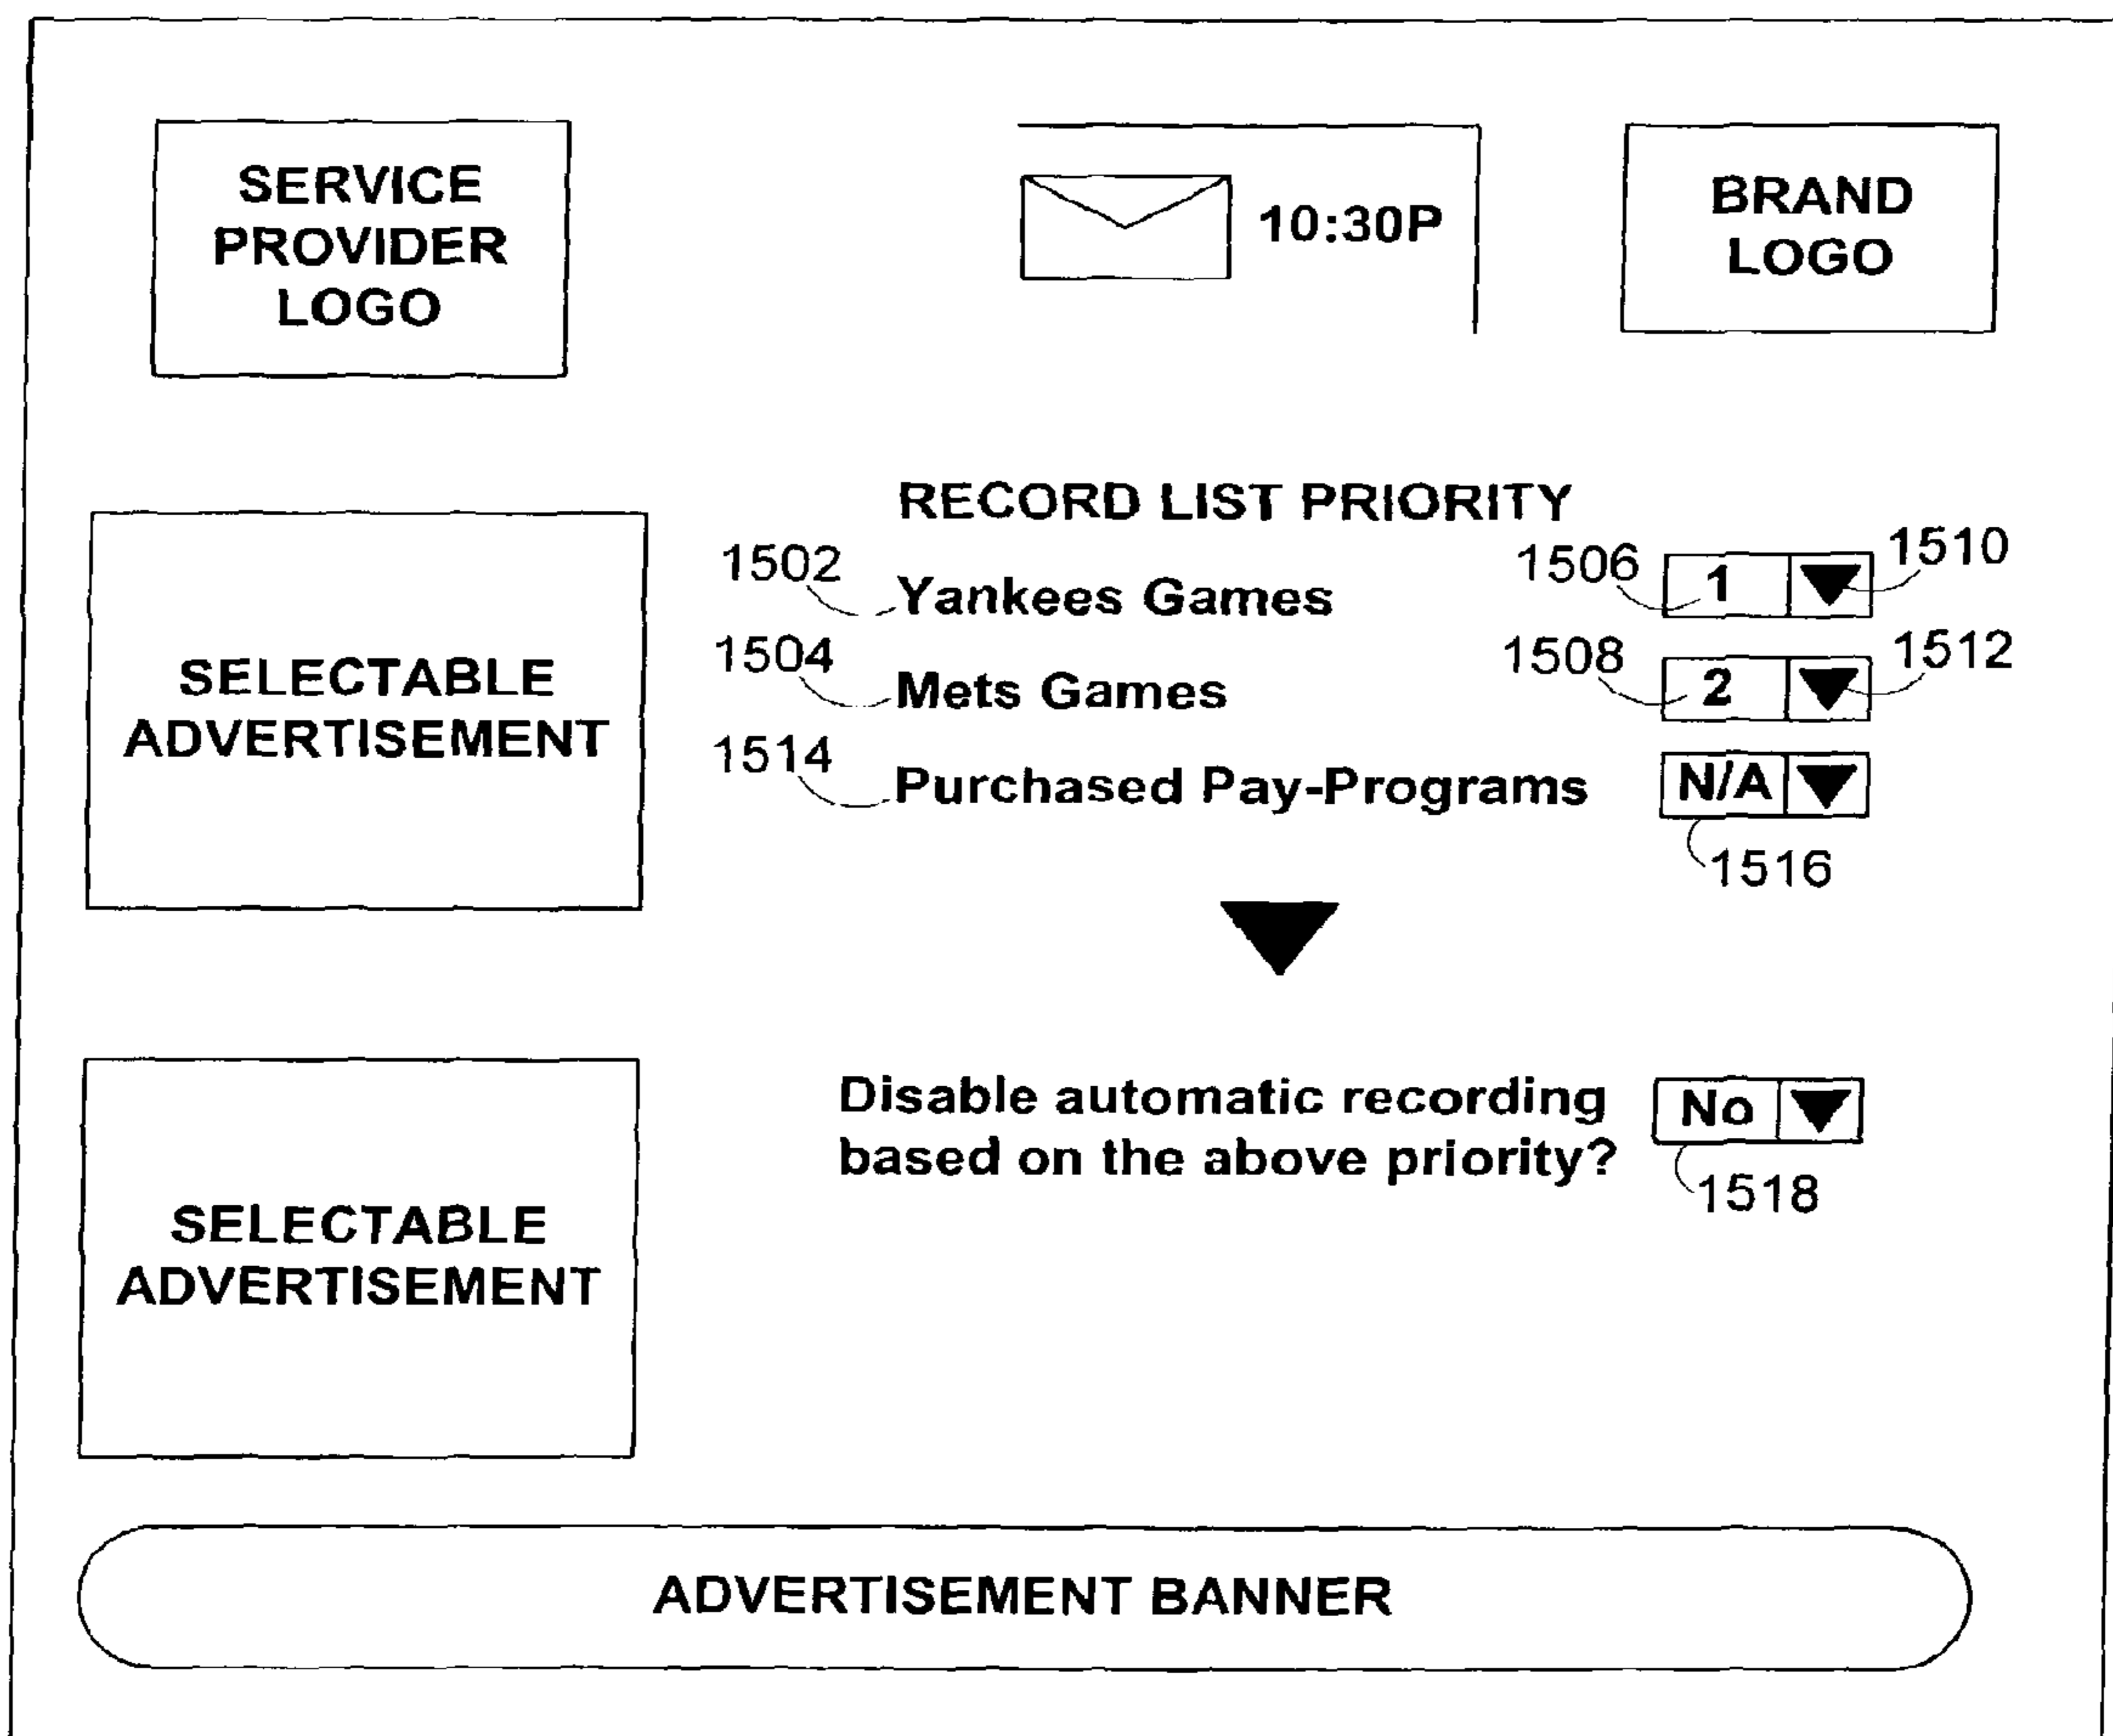 SERVICE
PROVIDER
LOGO
10:30P
BRAND
LOGO
RECORD LIST PRIORITY
1502
Yankees Games
1506
1
1510
1504
Mets Games
1508
2
1512
1514
Purchased Pay-Programs
N/A
1516
SELECTABLE
ADVERTISEMENT
Disable automatic recording
based on the above priority?
No
1518
SELECTABLE
ADVERTISEMENT
ADVERTISEMENT BANNER